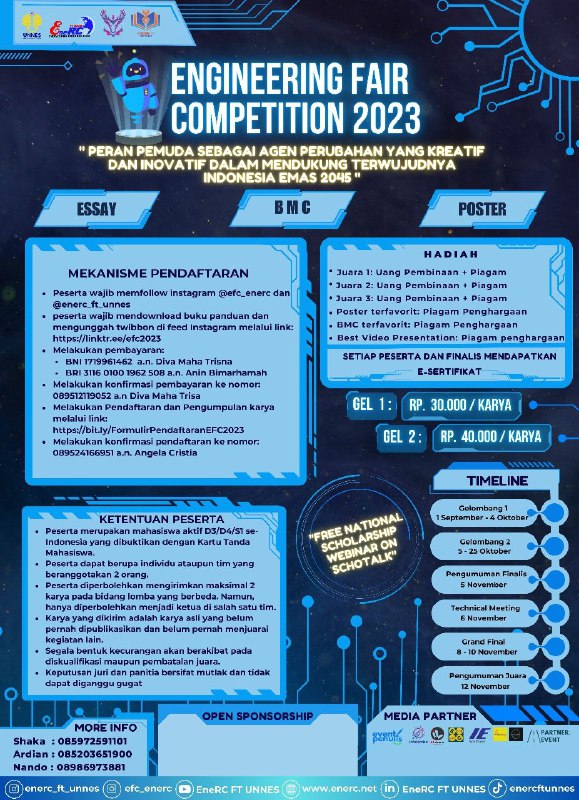 UNNES
EneRC
ENGINEERING FAIR
COMPETITION 2023
" PERAN PEMUDA SEBAGAI AGEN PERUBAHAN YANG KREATIF
DAN INOVATIF DALAM MENDUKUNG TERWUJUDNYA
INDONESIA EMAS 2045 "
ESSAY
BMC
POSTER
MEKANISME PENDAFTARAN
• Peserta wajib memfollow instagram @efc_enerc dan
@enerc_ft_unnes
• peserta wajib mendownload buku panduan dan
mengunggah twibbon di feed Instagram melalui link:
https://linktr.ee/efc2023
• Melakukan pembayaran:
• BNI 1719961462 a.n. Diva Maha Trisna
• BRI 3116 0100 1962 508 a.n. Anin Bimarhamah
• Melakukan konfirmasi pembayaran ke nomor:
089512119052 a.n Diva Maha Trisa
• Melakukan Pendaftaran dan Pengumpulan karya
melalui link:
https://bit.ly/FormulirPendaftaranEFC2023
• Melakukan konfirmasi pendaftaran ke nomor:
089524166951 a.n. Angela Cristia
HADIAH
• Juara 1: Uang Pembinaan + Piagam
• Juara 2: Uang Pembinaan + Piagam
• Juara 3: Uang Pembinaan + Piagam
• Poster terfavorit: Piagam Penghargaan
• BMC terfavorit: Piagam Penghargaan
• Best Video Presentation: Piagam penghargaan
SETIAP PESERTA DAN FINALIS MENDAPATKAN
E-SERTIFIKAT
GEL 1 : RP. 30.000 / KARYA
GEL 2 : RP. 40.000 / KARYA
KETENTUAN PESERTA
• Peserta merupakan mahasiswa aktif D3/D4/S1 se-
Indonesia yang dibuktikan dengan Kartu Tanda
Mahasiswa.
• Peserta dapat berupa individu ataupun tim yang
beranggotakan 2 orang.
• Peserta diperbolehkan mengirimkan maksimal 2
karya pada bidang lomba yang berbeda. Namun,
hanya diperbolehkan menjadi ketua di salah satu tim.
• Karya yang dikirim adalah karya asli yang belum
pernah dipublikasikan dan belum pernah menjuarai
kegiatan lain.
• Segala bentuk kecurangan akan berakibat pada
diskualifikasi maupun pembatalan juara.
• Keputusan juri dan panitia bersifat mutlak dan tidak
dapat diganggu gugat
"FREE NATIONAL
SCHOLARSHIP
WEBINAR ON
SCHOTALK"
TIMELINE
Gelombang 1
1 September - 4 Oktober
Gelombang 2
5 - 25 Oktober
Pengumuman Finalis
5 November
Technical Meeting
6 November
Grand Final
8 - 10 November
Pengumuman Juara
12 November
MORE INFO
Shaka : 085972591101
Ardian : 085203651900
Nando : 08986973881
OPEN SPONSORSHIP
MEDIA PARTNER
event penulis
IE
PARTNER.
EVENT
enerc_ft_unnes
efc_enerc
EneRC FT UNNES
www.enerc.net
EneRC FT UNNES
enercftunnes